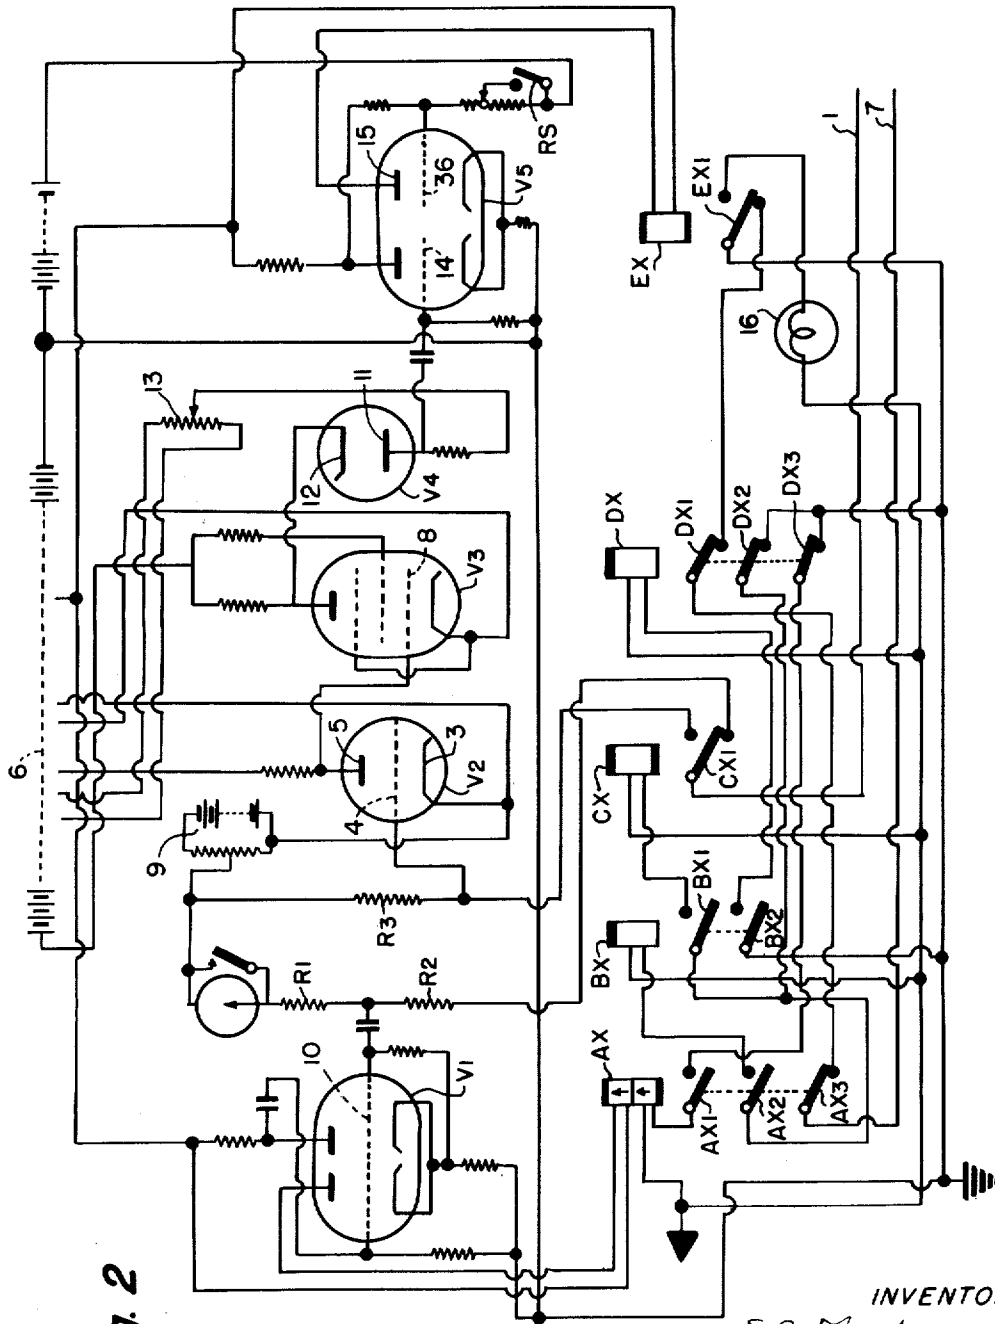 6
13
15
36
14
V5
RS
11
12
V4
8
V3
5
4
3
V2
9
R3
R1
R2
10
V1
EX
EX1
16
1
7
DX
DX1
DX2
DX3
CX
CX1
BX
BX1
BX2
AX
AX1
AX2
AX3
. 2
INVENTO